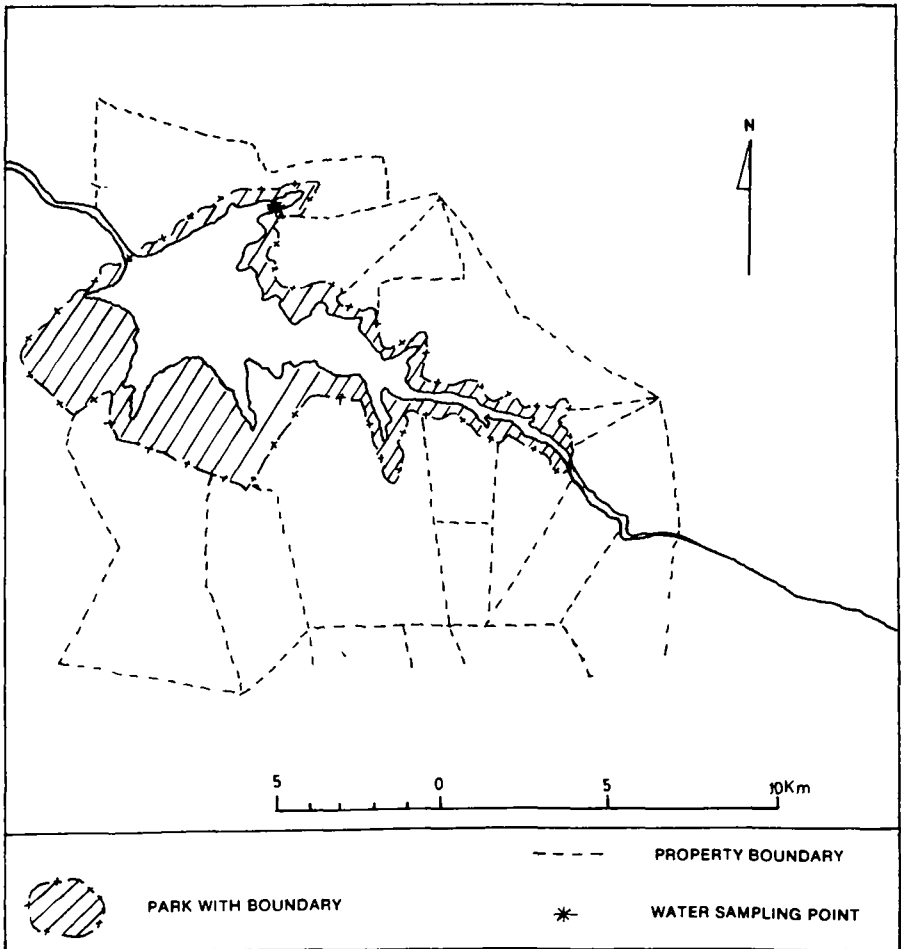 N
5 0 5 10Km
PROPERTY BOUNDARY
PARK WITH BOUNDARY
WATER SAMPLING POINT